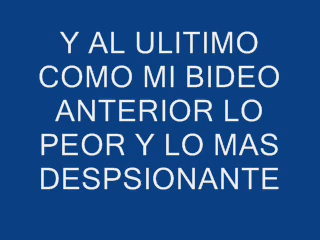 Y AL ULITIMO
COMO MI BIDEO
ANTERIOR LO
PEOR Y LO MAS
DESPSIONANTE